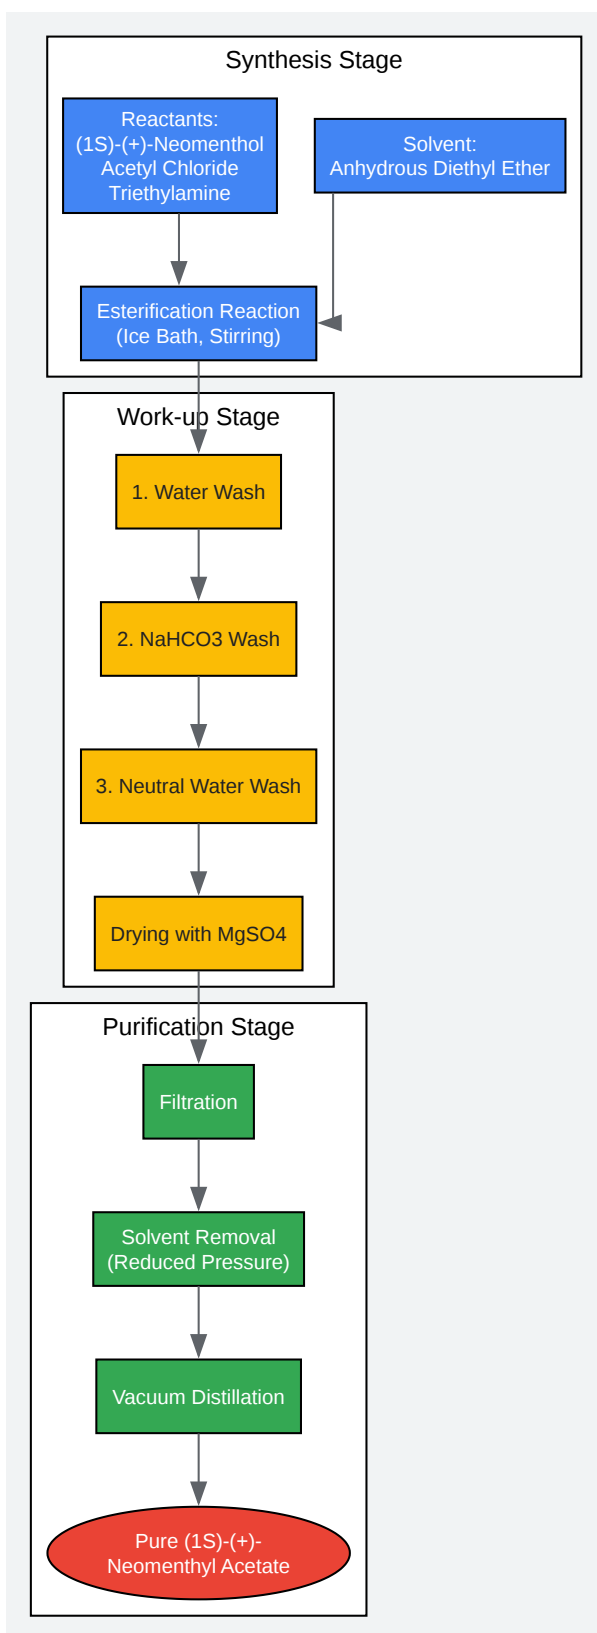 Synthesis Stage
Reactants:
(1S)-(+)-Neomenthol
Acetyl Chloride
Triethylamine
Solvent:
Anhydrous Diethyl Ether
Esterification Reaction
(Ice Bath, Stirring)
Work-up Stage
1. Water Wash
2. NaHCO3 Wash
3. Neutral Water Wash
Drying with MgSO4
Purification Stage
Filtration
Solvent Removal
(Reduced Pressure)
Vacuum Distillation
Pure (1S)-(+)-
Neomenthyl Acetate